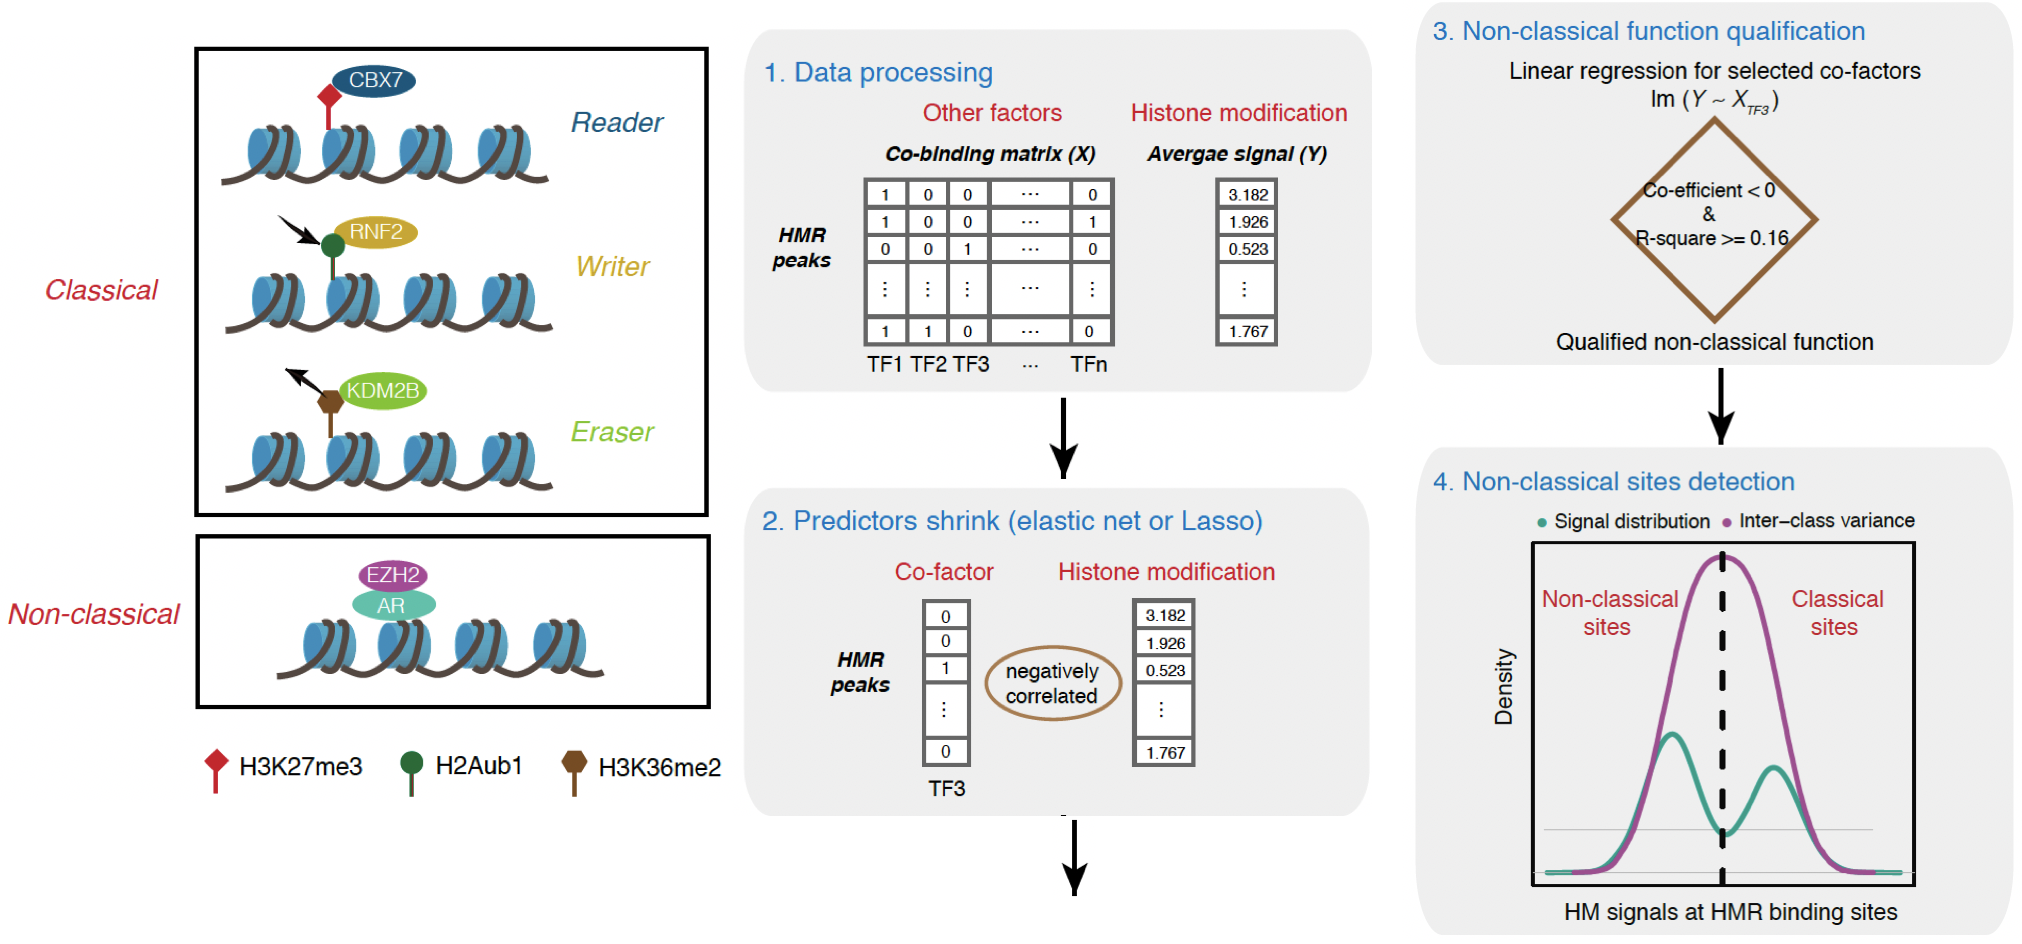 Classical
CBX7
Reader
RNF2
Writer
KDM2B
Eraser
Non-classical
EZH2
AR
H3K27me3
H2Aub1
H3K36me2
1. Data processing
Other factors
Histone modification
Co-binding matrix (X)
Avergae signal (Y)
HMR
peaks
1 0 0 ... 0
1 0 0 ... 1
0 0 1 ... 0
⋮ ⋮ ⋮ ... ⋮
1 1 0 ... 0
3.182
1.926
0.523
⋮
1.767
TF1 TF2 TF3 ... TFn
2. Predictors shrink (elastic net or Lasso)
Co-factor
Histone modification
HMR
peaks
0
0
1
⋮
0
TF3
negatively
correlated
3.182
1.926
0.523
⋮
1.767
3. Non-classical function qualification
Linear regression for selected co-factors
lm (Y ~ X_TF3)
Co-efficient < 0
&
R-square >= 0.16
Qualified non-classical function
4. Non-classical sites detection
Signal distribution
Inter-class variance
Non-classical
sites
Classical
sites
Density
HM signals at HMR binding sites